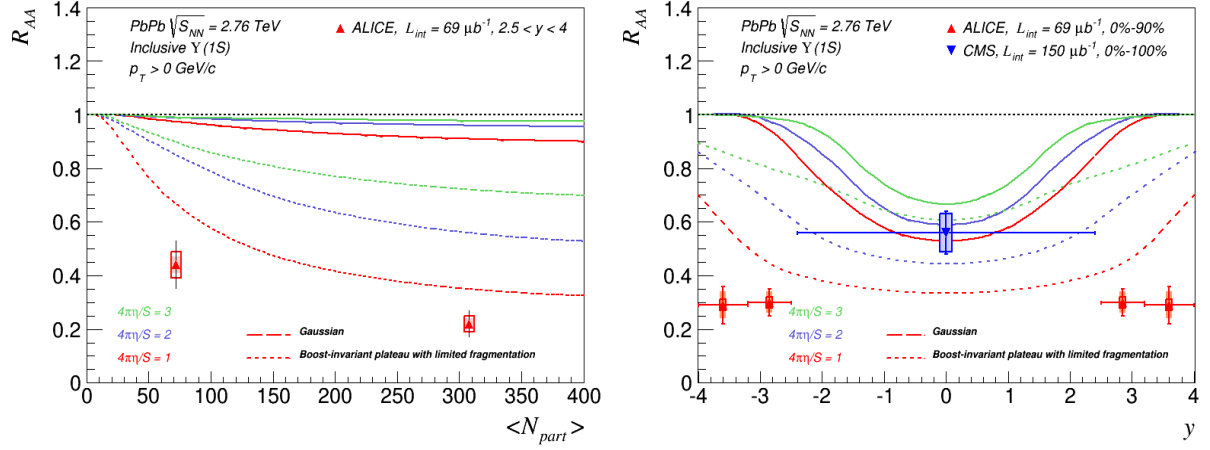 R_AA
1.4
1.2
1
0.8
0.6
0.4
0.2
0
PbPb √S_NN = 2.76 TeV
Inclusive ϒ(1S)
p_T > 0 GeV/c
ALICE, L_int = 69 μb⁻¹, 2.5 < y < 4
4πη/S = 3
4πη/S = 2
4πη/S = 1
Gaussian
Boost-invariant plateau with limited fragmentation
0 50 100 150 200 250 300 350 400
<N_part>
R_AA
1.4
1.2
1
0.8
0.6
0.4
0.2
0
PbPb √S_NN = 2.76 TeV
Inclusive ϒ(1S)
p_T > 0 GeV/c
ALICE, L_int = 69 μb⁻¹, 0%-90%
CMS, L_int = 150 μb⁻¹, 0%-100%
4πη/S = 3
4πη/S = 2
4πη/S = 1
Gaussian
Boost-invariant plateau with limited fragmentation
-4 -3 -2 -1 0 1 2 3 4
y